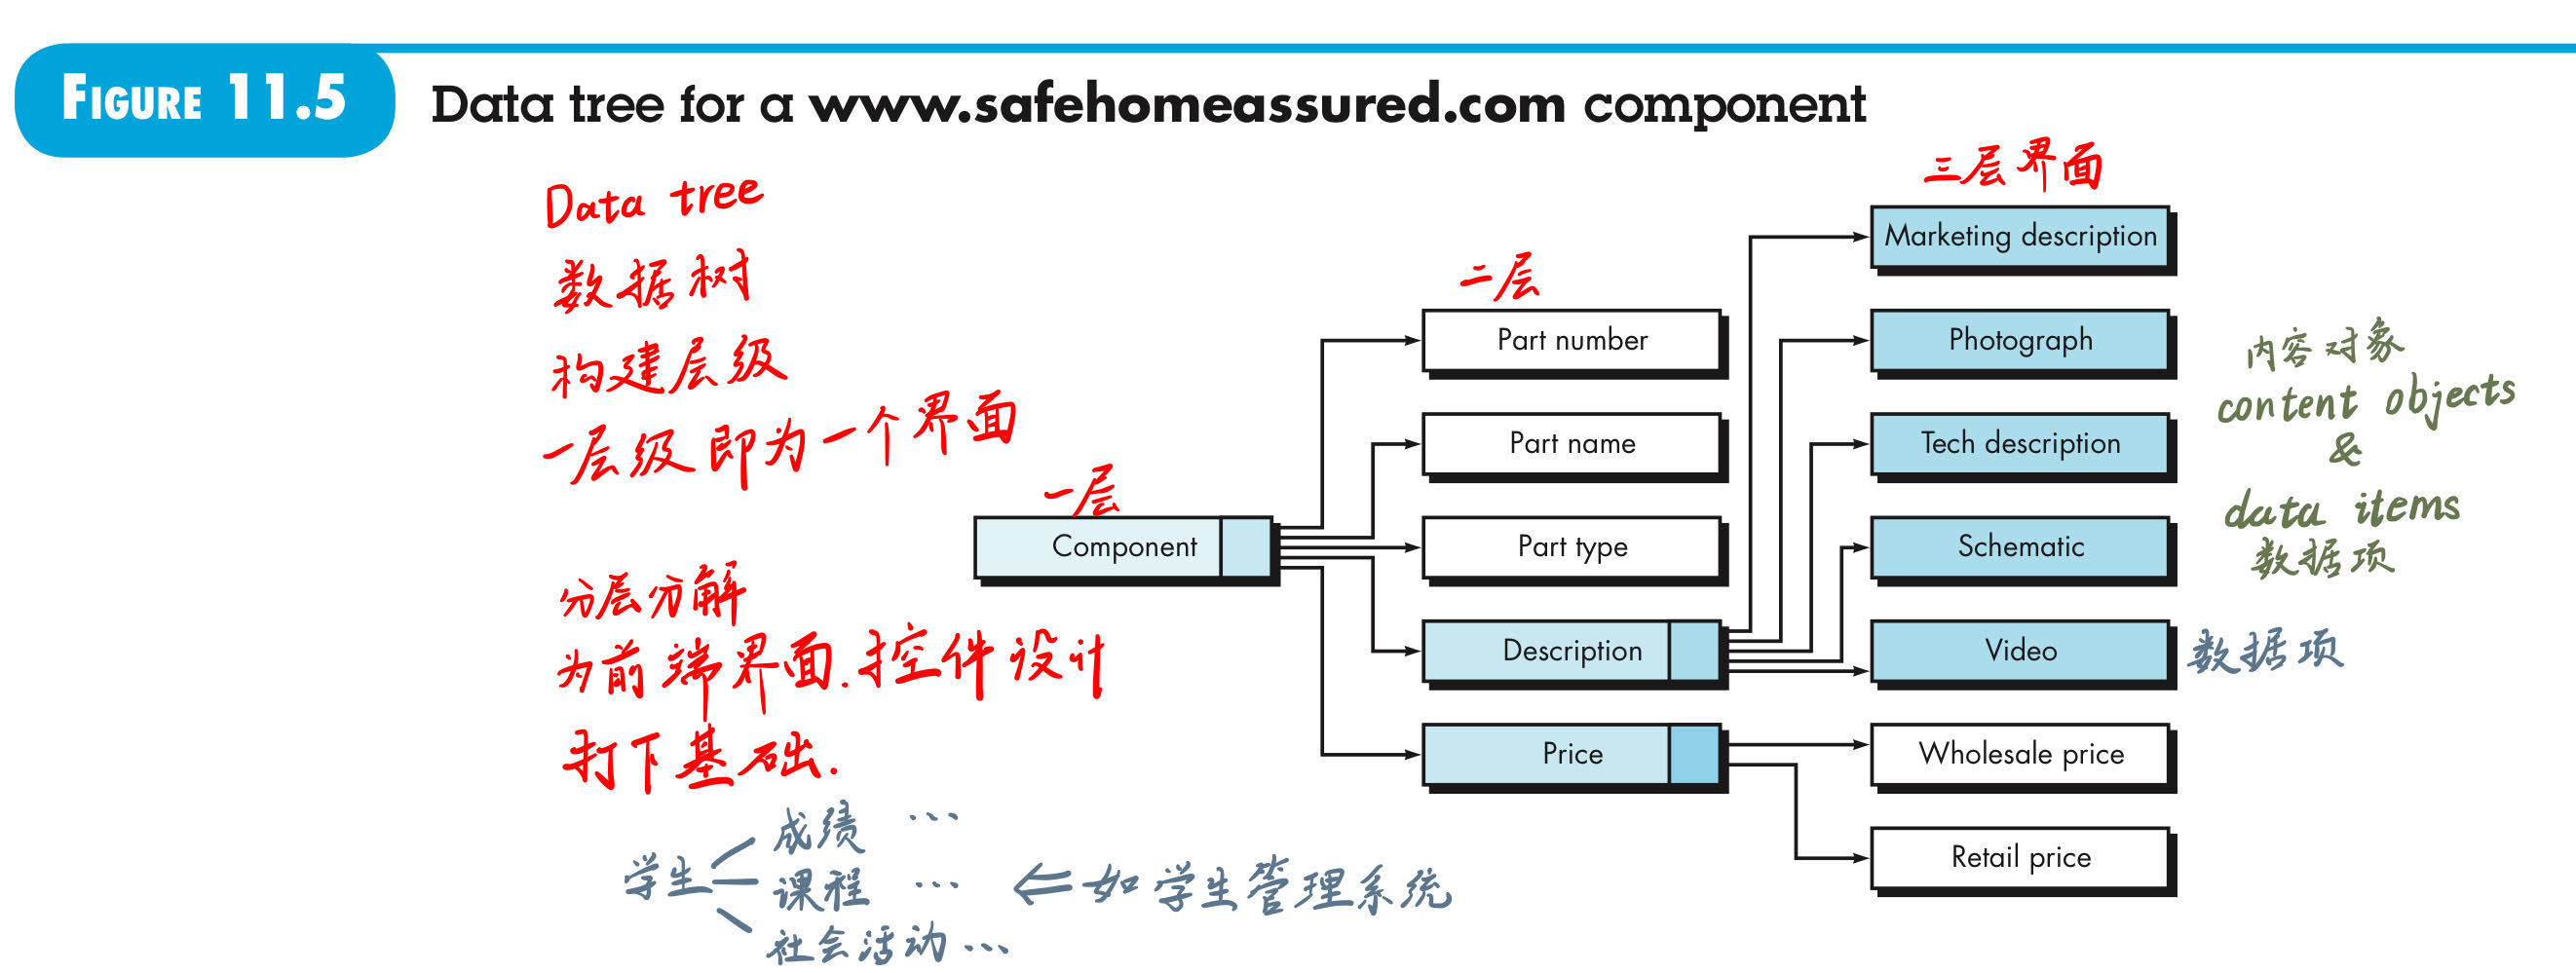 FIGURE 11.5
Data tree for a www.safehomeassured.com component
Data tree
数据树
构建层级
一层级即为一个界面
分层分解
为前端界面.控件设计
打下基础.
学生
成绩 ...
课程 ...
社会活动...
⇐如学生管理系统
一层
Component
二层
Part number
Part name
Part type
Description
Price
三层界面
Marketing description
Photograph
Tech description
Schematic
Video
Wholesale price
Retail price
内容对象
content objects
&
data items
数据项
数据项